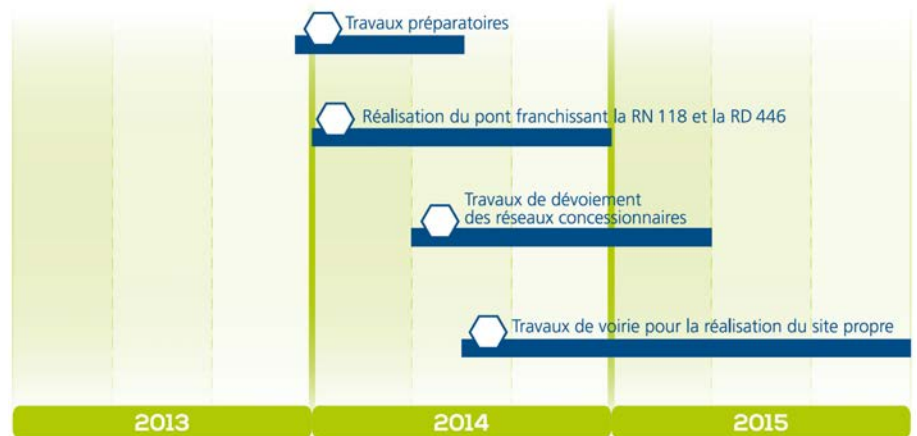 Travaux préparatoires
Réalisation du pont franchissant la RN 118 et la RD 446
Travaux de dévoiement
des réseaux concessionnaires
Travaux de voirie pour la réalisation du site propre
2013
2014
2015